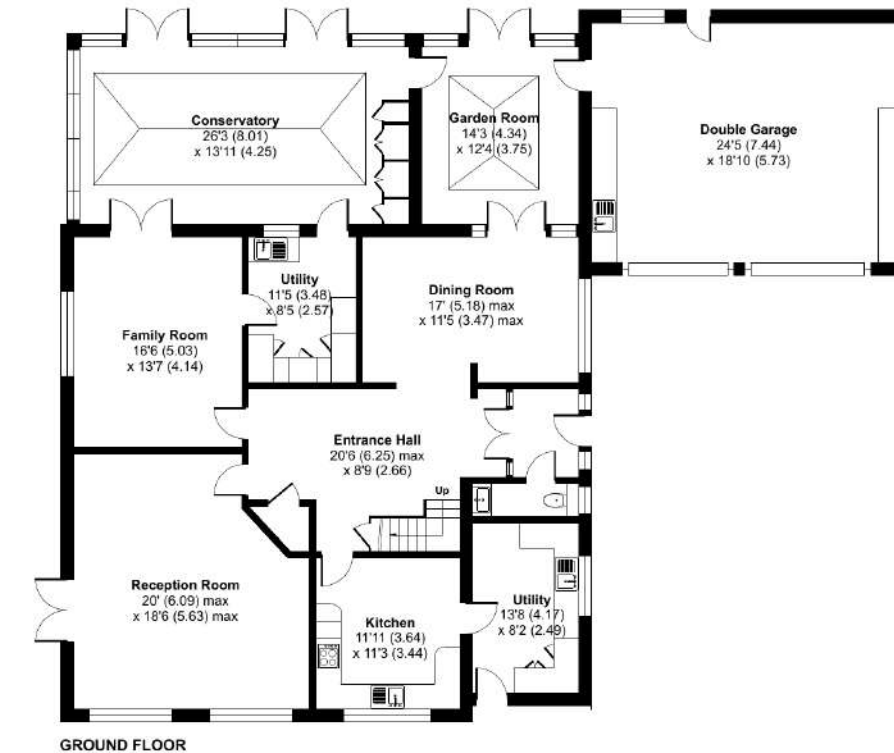 Conservatory
26'3 (8.01)
x 13'11 (4.25)
Garden Room
14'3 (4.34)
x 12'4 (3.75)
Double Garage
24'5 (7.44)
x 18'10 (5.73)
Utility
11'5 (3.48)
x 8'5 (2.57)
Dining Room
17' (5.18) max
x 11'5 (3.47) max
Family Room
16'6 (5.03)
x 13'7 (4.14)
Entrance Hall
20'6 (6.25) max
x 8'9 (2.66)
Up
Reception Room
20' (6.09) max
x 18'6 (5.63) max
Kitchen
11'11 (3.64)
x 11'3 (3.44)
Utility
13'8 (4.17)
x 8'2 (2.49)
GROUND FLOOR